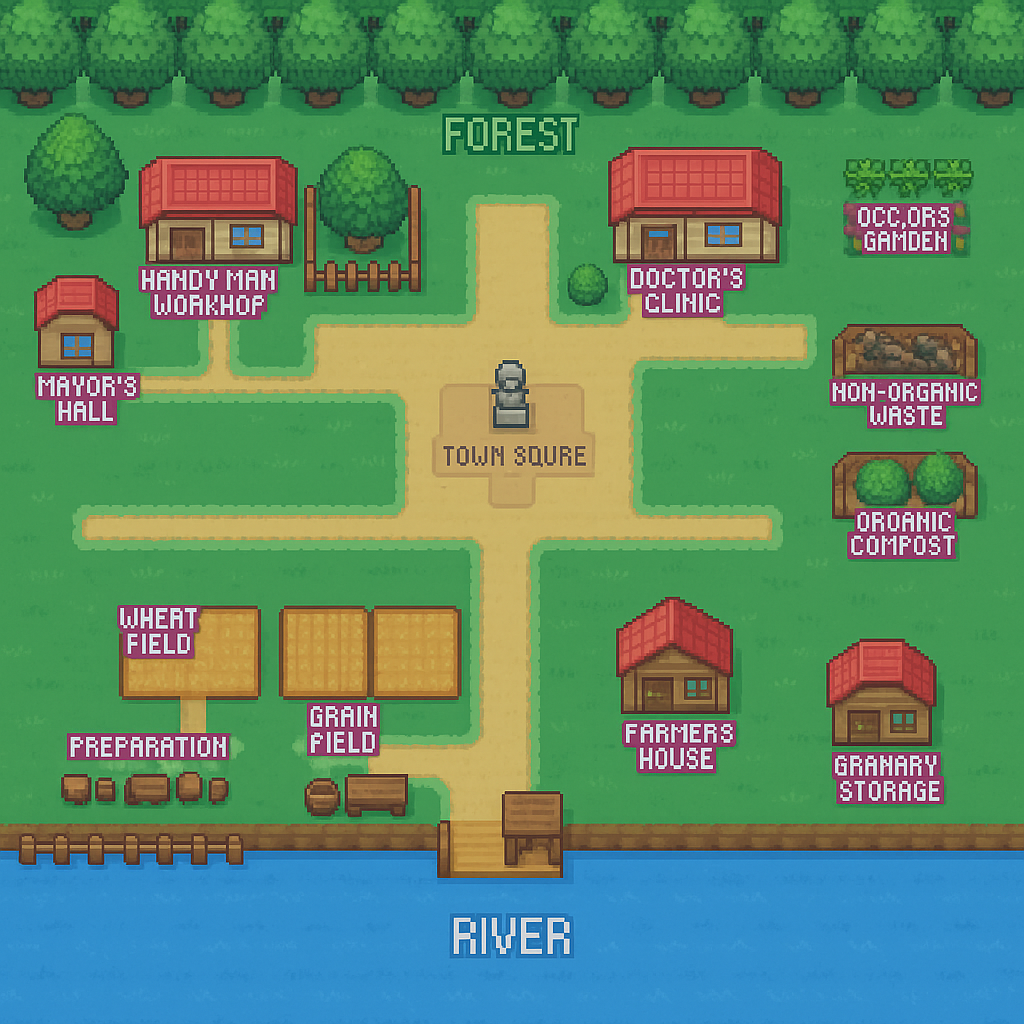 FOREST
HANDY MAN
WORKHOP
DOCTOR'S
CLINIC
OCC,ORS
GAMDEN
MAYOR'S
HALL
NON-ORGANIC
WASTE
TOWN SQURE
OROANIC
COMPOST
WHEAT
FIELD
GRAIN
FIELD
PREPARATION
FARMERS
HOUSE
GRANARY
STORAGE
RIVER